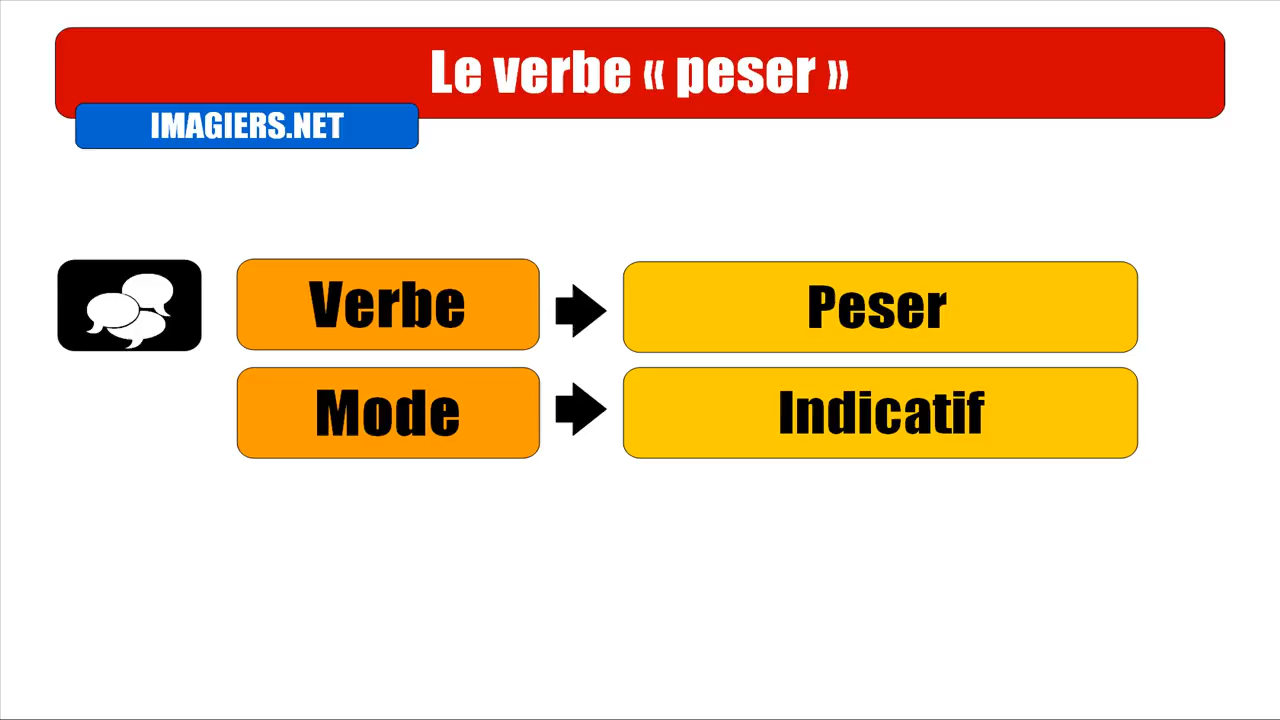 Le verbe « peser »
IMAGIERS.NET
Verbe
Peser
Mode
Indicatif